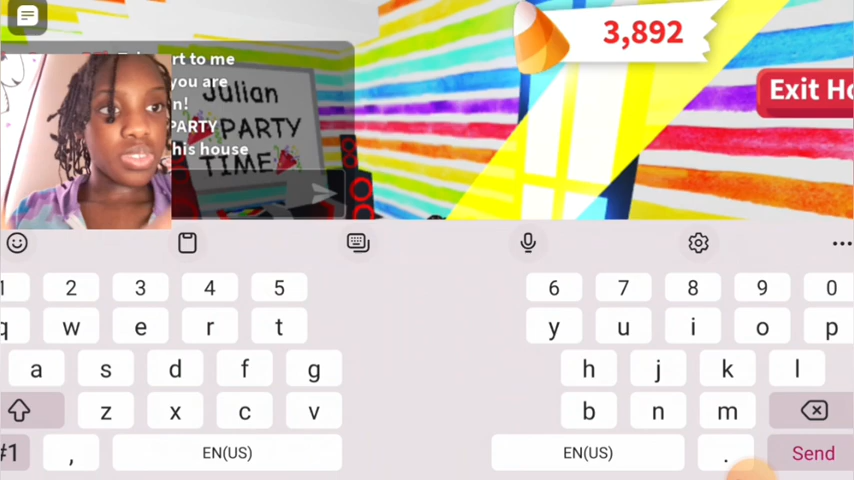 3,892
Exit Ho
rt to me
you are
n!
PARTY
his house
Julian
PARTY
TIME
1 2 3 4 5 6 7 8 9 0
q w e r t y u i o p
a s d f g h j k l
z x c v b n m
#1 , EN(US) EN(US) . Send